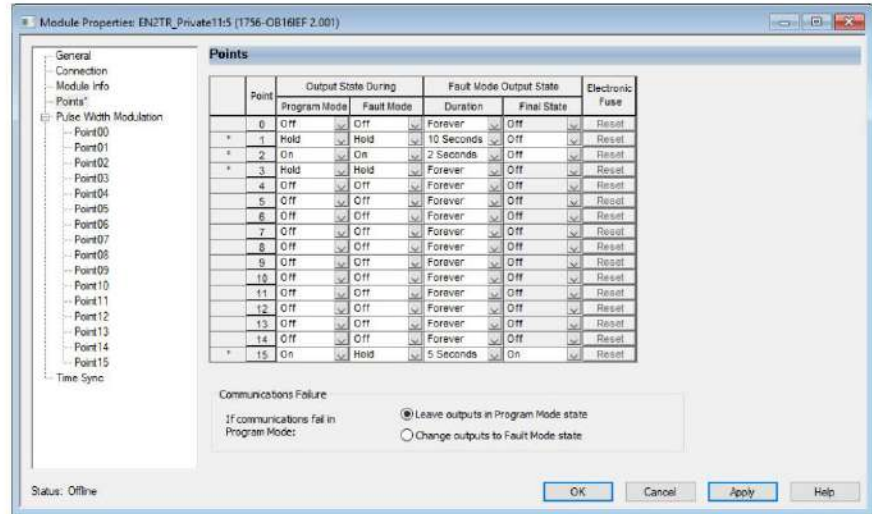 Module Properties: EN2TR_Private11:5 (1756-OB16IEF 2.001)
General
Connection
Module Info
Points*
Pulse Width Modulation
Point00
Point01
Point02
Point03
Point04
Point05
Point06
Point07
Point08
Point09
Point10
Point11
Point12
Point13
Point14
Point15
Time Sync
Points
Point Output State During Fault Mode Output State Electronic Fuse
Program Mode Fault Mode Duration Final State
0 Off Off Forever Off Reset
* 1 Hold Hold 10 Seconds Off Reset
* 2 On On 2 Seconds Off Reset
* 3 Hold Hold Forever Off Reset
4 Off Off Forever Off Reset
5 Off Off Forever Off Reset
6 Off Off Forever Off Reset
7 Off Off Forever Off Reset
8 Off Off Forever Off Reset
9 Off Off Forever Off Reset
10 Off Off Forever Off Reset
11 Off Off Forever Off Reset
12 Off Off Forever Off Reset
13 Off Off Forever Off Reset
14 Off Off Forever Off Reset
* 15 On Hold 5 Seconds On Reset
Communications Failure
If communications fail in
Program Mode:
Leave outputs in Program Mode state
Change outputs to Fault Mode state
Status: Offline
OK Cancel Apply Help